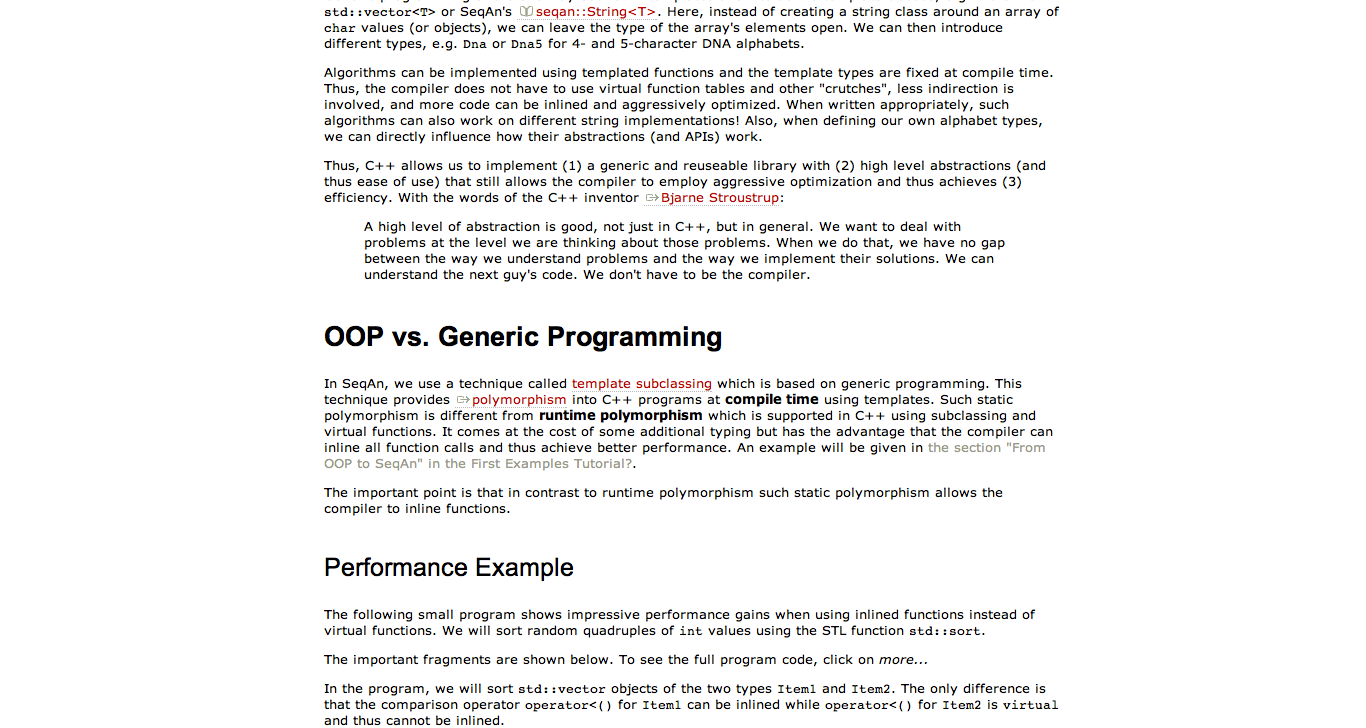 std::vector<T> or SeqAn's seqan::String<T>. Here, instead of creating a string class around an array of
char values (or objects), we can leave the type of the array's elements open. We can then introduce
different types, e.g. Dna or Dna5 for 4- and 5-character DNA alphabets.
Algorithms can be implemented using templated functions and the template types are fixed at compile time.
Thus, the compiler does not have to use virtual function tables and other "crutches", less indirection is
involved, and more code can be inlined and aggressively optimized. When written appropriately, such
algorithms can also work on different string implementations! Also, when defining our own alphabet types,
we can directly influence how their abstractions (and APIs) work.
Thus, C++ allows us to implement (1) a generic and reuseable library with (2) high level abstractions (and
thus ease of use) that still allows the compiler to employ aggressive optimization and thus achieves (3)
efficiency. With the words of the C++ inventor Bjarne Stroustrup:
A high level of abstraction is good, not just in C++, but in general. We want to deal with
problems at the level we are thinking about those problems. When we do that, we have no gap
between the way we understand problems and the way we implement their solutions. We can
understand the next guy's code. We don't have to be the compiler.
OOP vs. Generic Programming
In SeqAn, we use a technique called template subclassing which is based on generic programming. This
technique provides polymorphism into C++ programs at compile time using templates. Such static
polymorphism is different from runtime polymorphism which is supported in C++ using subclassing and
virtual functions. It comes at the cost of some additional typing but has the advantage that the compiler can
inline all function calls and thus achieve better performance. An example will be given in the section "From
OOP to SeqAn" in the First Examples Tutorial?.
The important point is that in contrast to runtime polymorphism such static polymorphism allows the
compiler to inline functions.
Performance Example
The following small program shows impressive performance gains when using inlined functions instead of
virtual functions. We will sort random quadruples of int values using the STL function std::sort.
The important fragments are shown below. To see the full program code, click on more...
In the program, we will sort std::vector objects of the two types Item1 and Item2. The only difference is
that the comparison operator operator<() for Item1 can be inlined while operator<() for Item2 is virtual
and thus cannot be inlined.